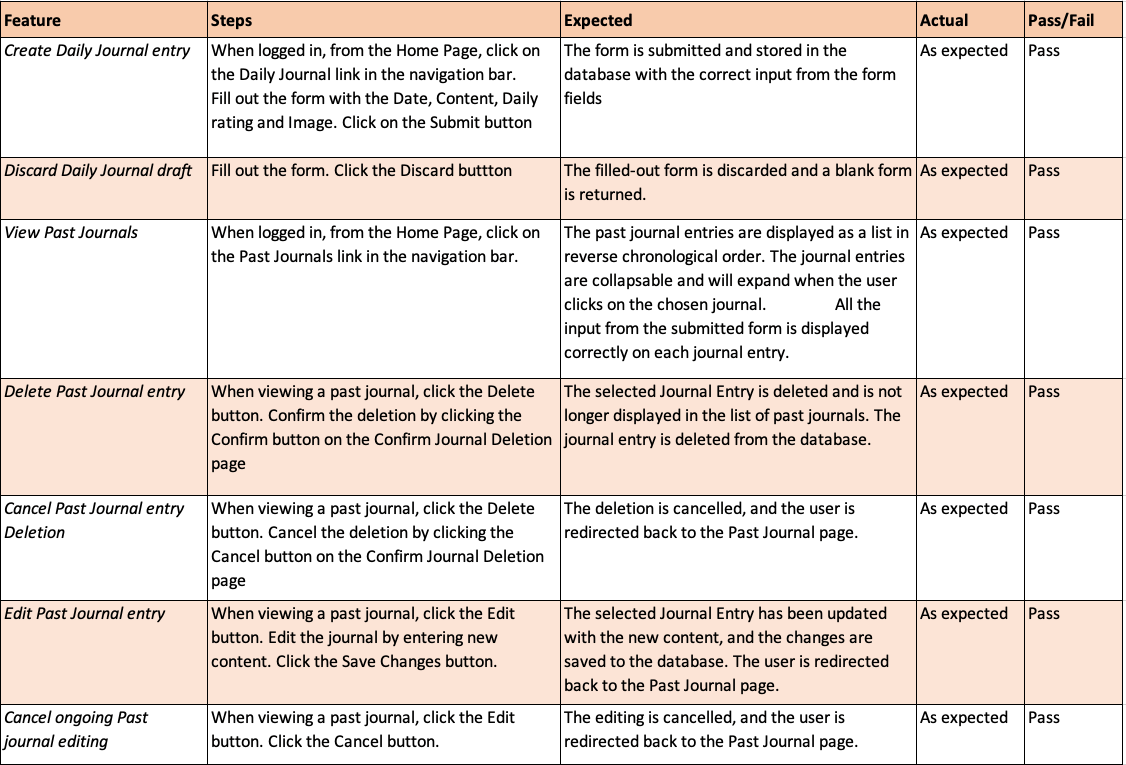 Feature Steps Expected Actual Pass/Fail
Create Daily Journal entry
When logged in, from the Home Page, click on
the Daily Journal link in the navigation bar.
Fill out the form with the Date, Content, Daily
rating and Image. Click on the Submit button
The form is submitted and stored in the
database with the correct input from the form
fields
As expected
Pass
Discard Daily Journal draft
Fill out the form. Click the Discard buttton
The filled-out form is discarded and a blank form
is returned.
As expected
Pass
View Past Journals
When logged in, from the Home Page, click on
the Past Journals link in the navigation bar.
The past journal entries are displayed as a list in
reverse chronological order. The journal entries
are collapsable and will expand when the user
clicks on the chosen journal. All the
input from the submitted form is displayed
correctly on each journal entry.
As expected
Pass
Delete Past Journal entry
When viewing a past journal, click the Delete
button. Confirm the deletion by clicking the
Confirm button on the Confirm Journal Deletion
page
The selected Journal Entry is deleted and is not
longer displayed in the list of past journals. The
journal entry is deleted from the database.
As expected
Pass
Cancel Past Journal entry
Deletion
When viewing a past journal, click the Delete
button. Cancel the deletion by clicking the
Cancel button on the Confirm Journal Deletion
page
The deletion is cancelled, and the user is
redirected back to the Past Journal page.
As expected
Pass
Edit Past Journal entry
When viewing a past journal, click the Edit
button. Edit the journal by entering new
content. Click the Save Changes button.
The selected Journal Entry has been updated
with the new content, and the changes are
saved to the database. The user is redirected
back to the Past Journal page.
As expected
Pass
Cancel ongoing Past
journal editing
When viewing a past journal, click the Edit
button. Click the Cancel button.
The editing is cancelled, and the user is
redirected back to the Past Journal page.
As expected
Pass